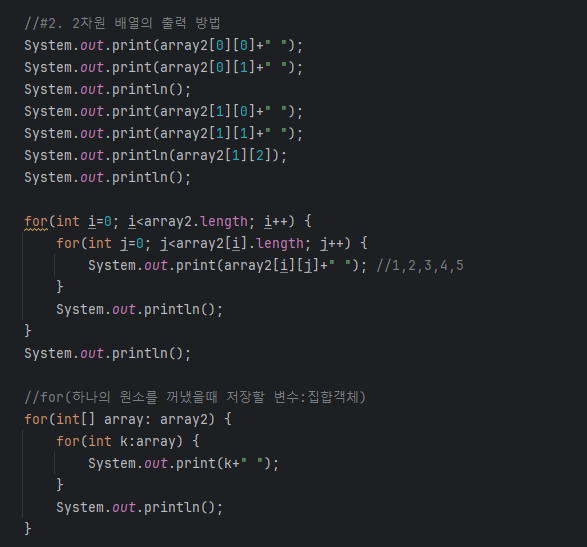 //#2. 2차원 배열의 출력 방법
System.out.print(array2[0][0]+" ");
System.out.print(array2[0][1]+" ");
System.out.println();
System.out.print(array2[1][0]+" ");
System.out.print(array2[1][1]+" ");
System.out.println(array2[1][2]);
System.out.println();

for(int i=0; i<array2.length; i++) {
    for(int j=0; j<array2[i].length; j++) {
        System.out.print(array2[i][j]+" "); //1,2,3,4,5
    }
    System.out.println();
}
System.out.println();

//for(하나의 원소를 꺼냈을때 저장할 변수:집합객체)
for(int[] array: array2) {
    for(int k:array) {
        System.out.print(k+" ");
    }
    System.out.println();
}